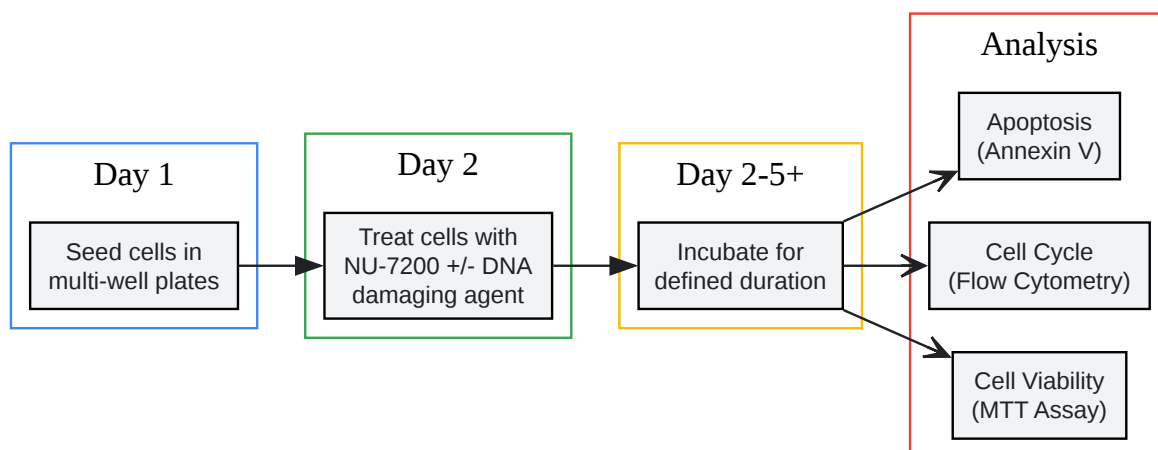 Day 1
Seed cells in
multi-well plates
Day 2
Treat cells with
NU-7200 +/- DNA
damaging agent
Day 2-5+
Incubate for
defined duration
Analysis
Apoptosis
(Annexin V)
Cell Cycle
(Flow Cytometry)
Cell Viability
(MTT Assay)